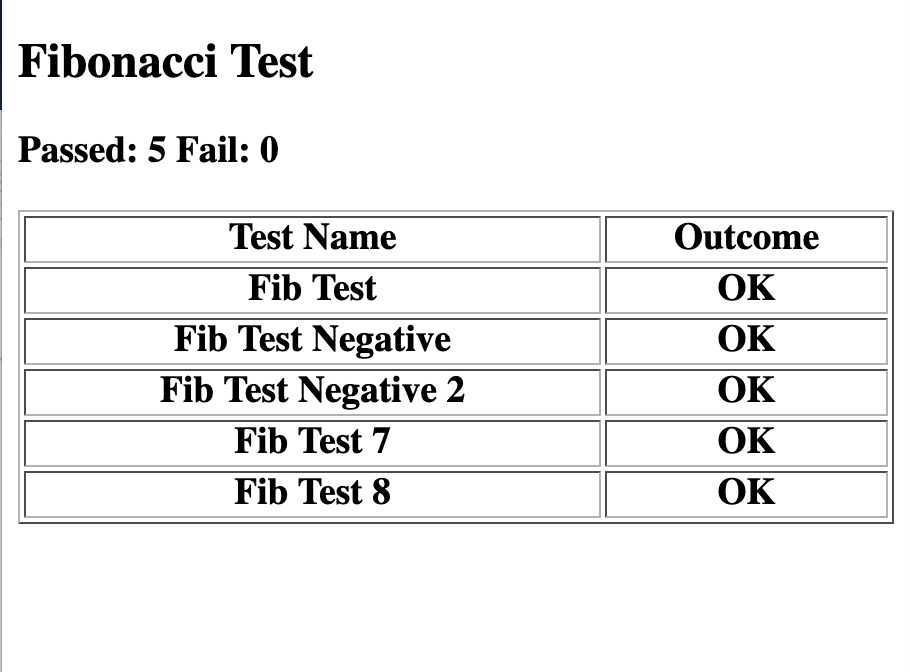 Fibonacci Test
Passed: 5 Fail: 0
Test Name Outcome
Fib Test OK
Fib Test Negative OK
Fib Test Negative 2 OK
Fib Test 7 OK
Fib Test 8 OK